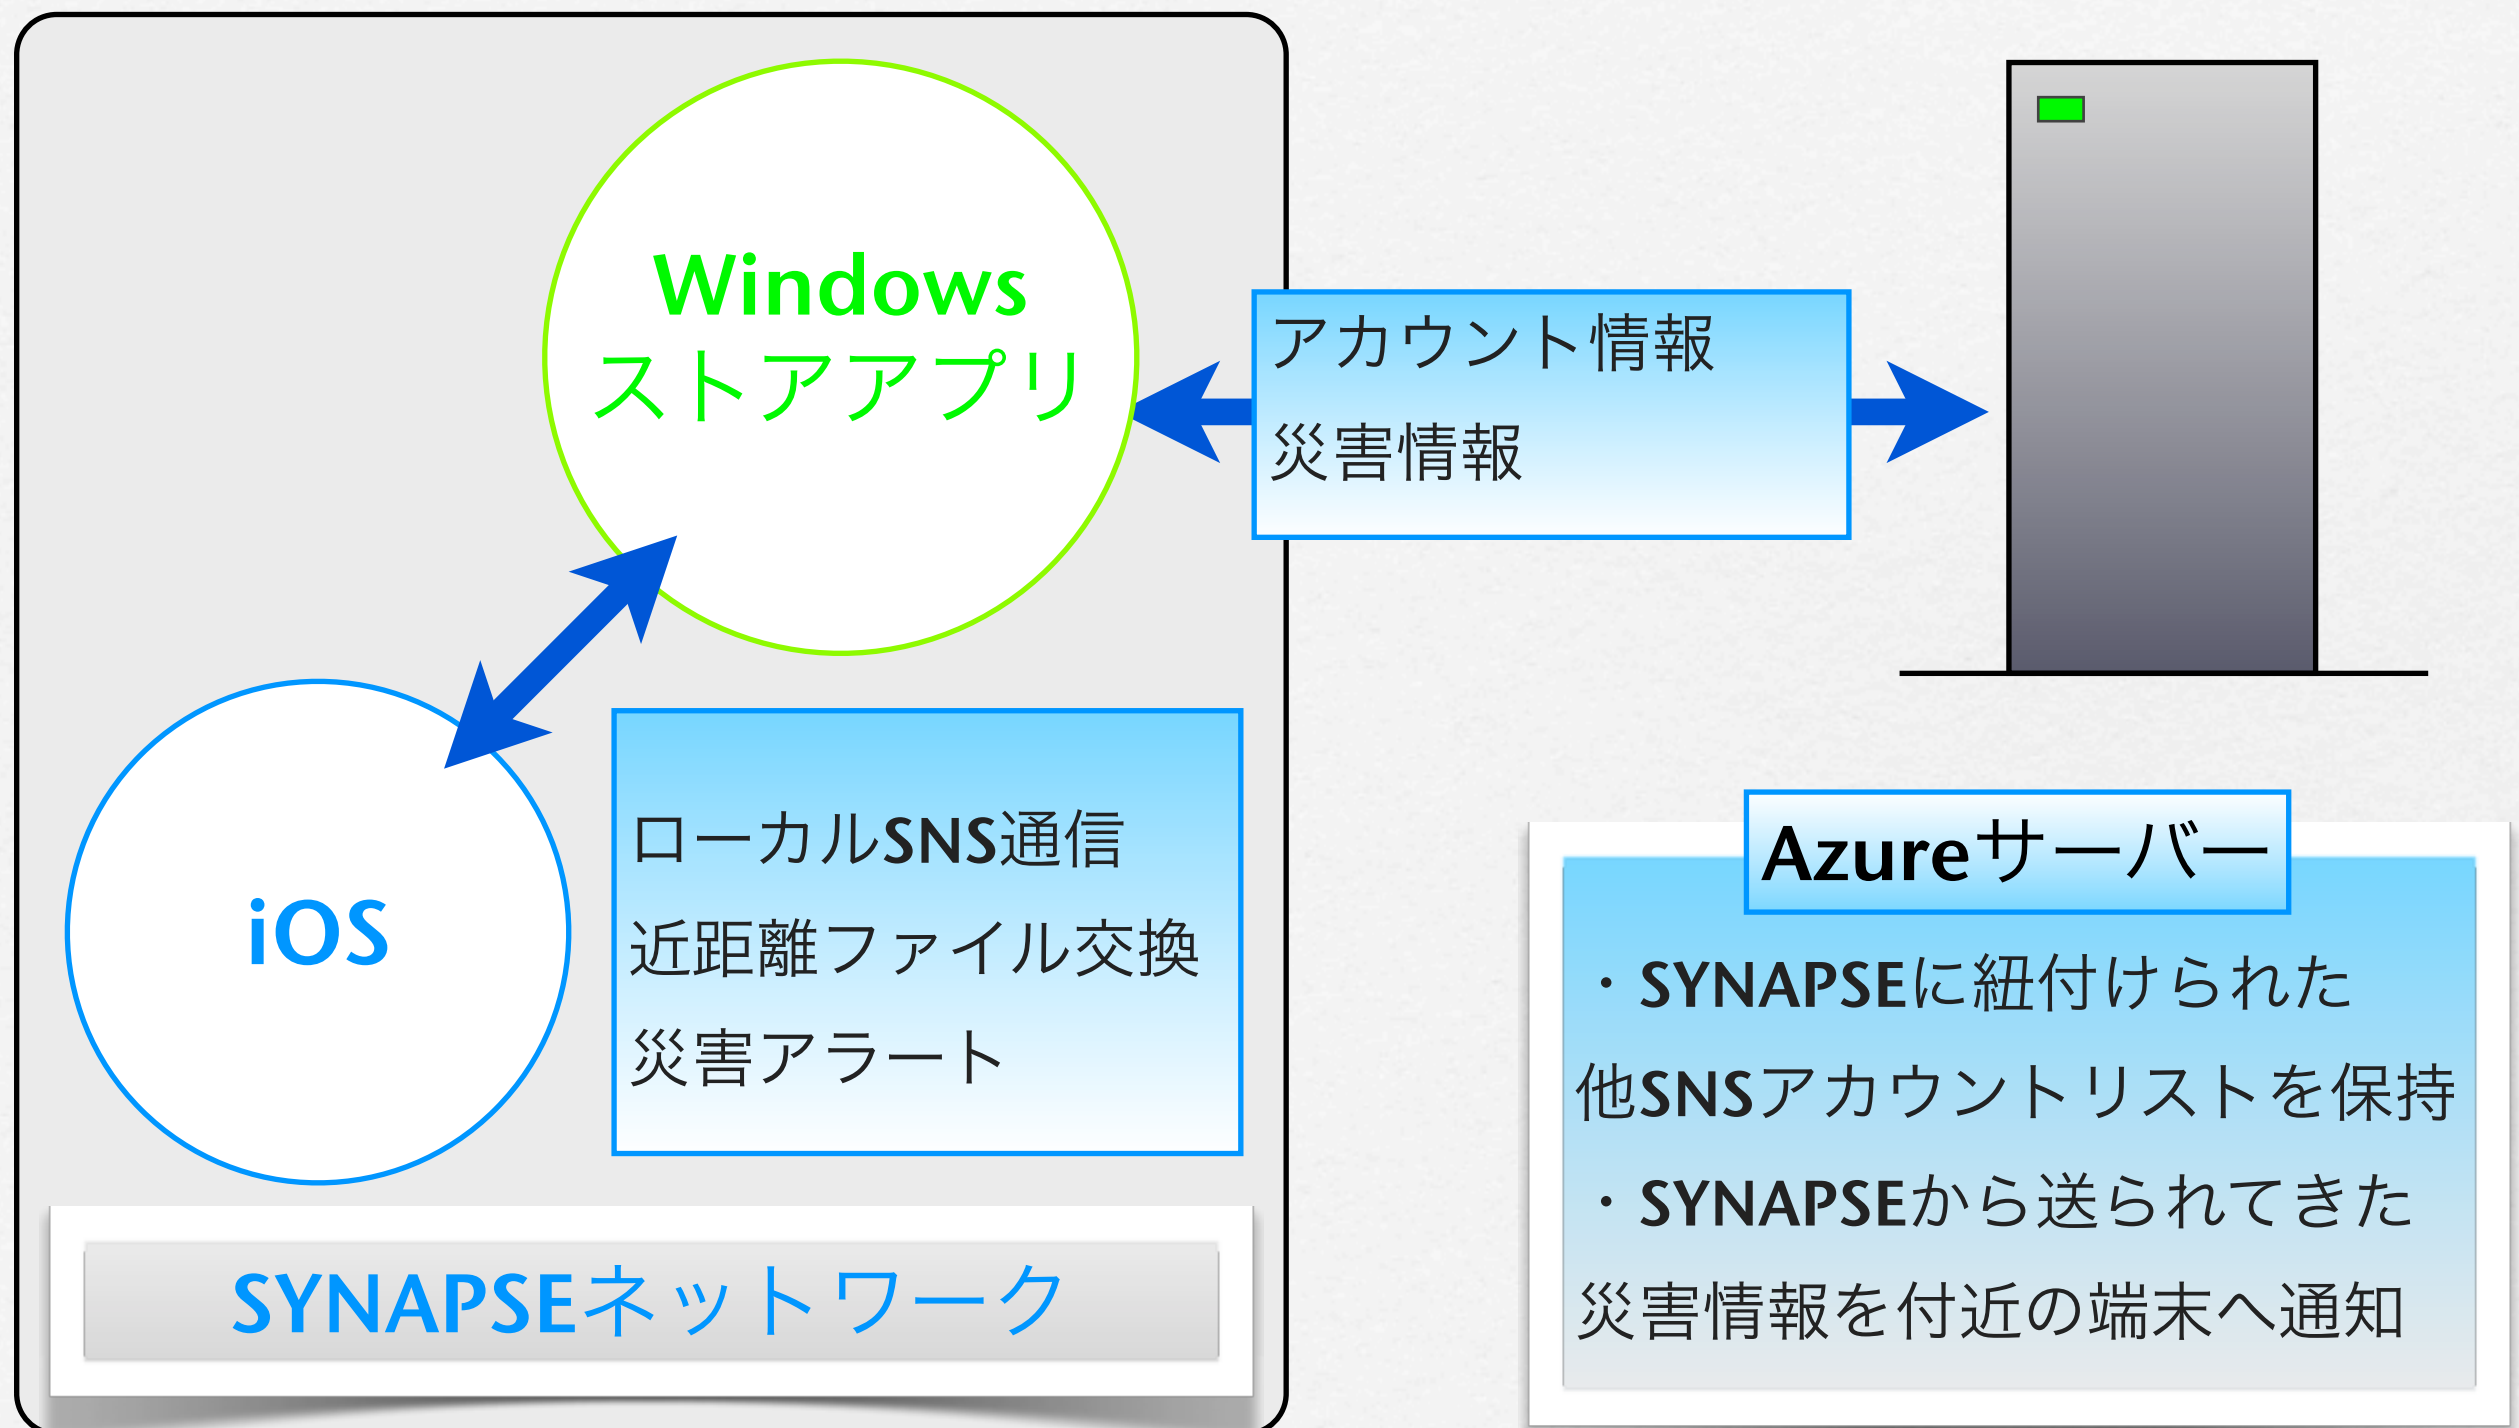 Windows
ストアアプリ
アカウント情報
災害情報
iOS
ローカルSNS通信
近距離ファイル交換
災害アラート
SYNAPSEネットワーク
Azureサーバー
・SYNAPSEに紐付けられた
他SNSアカウントリストを保持
・SYNAPSEから送られてきた
災害情報を付近の端末へ通知